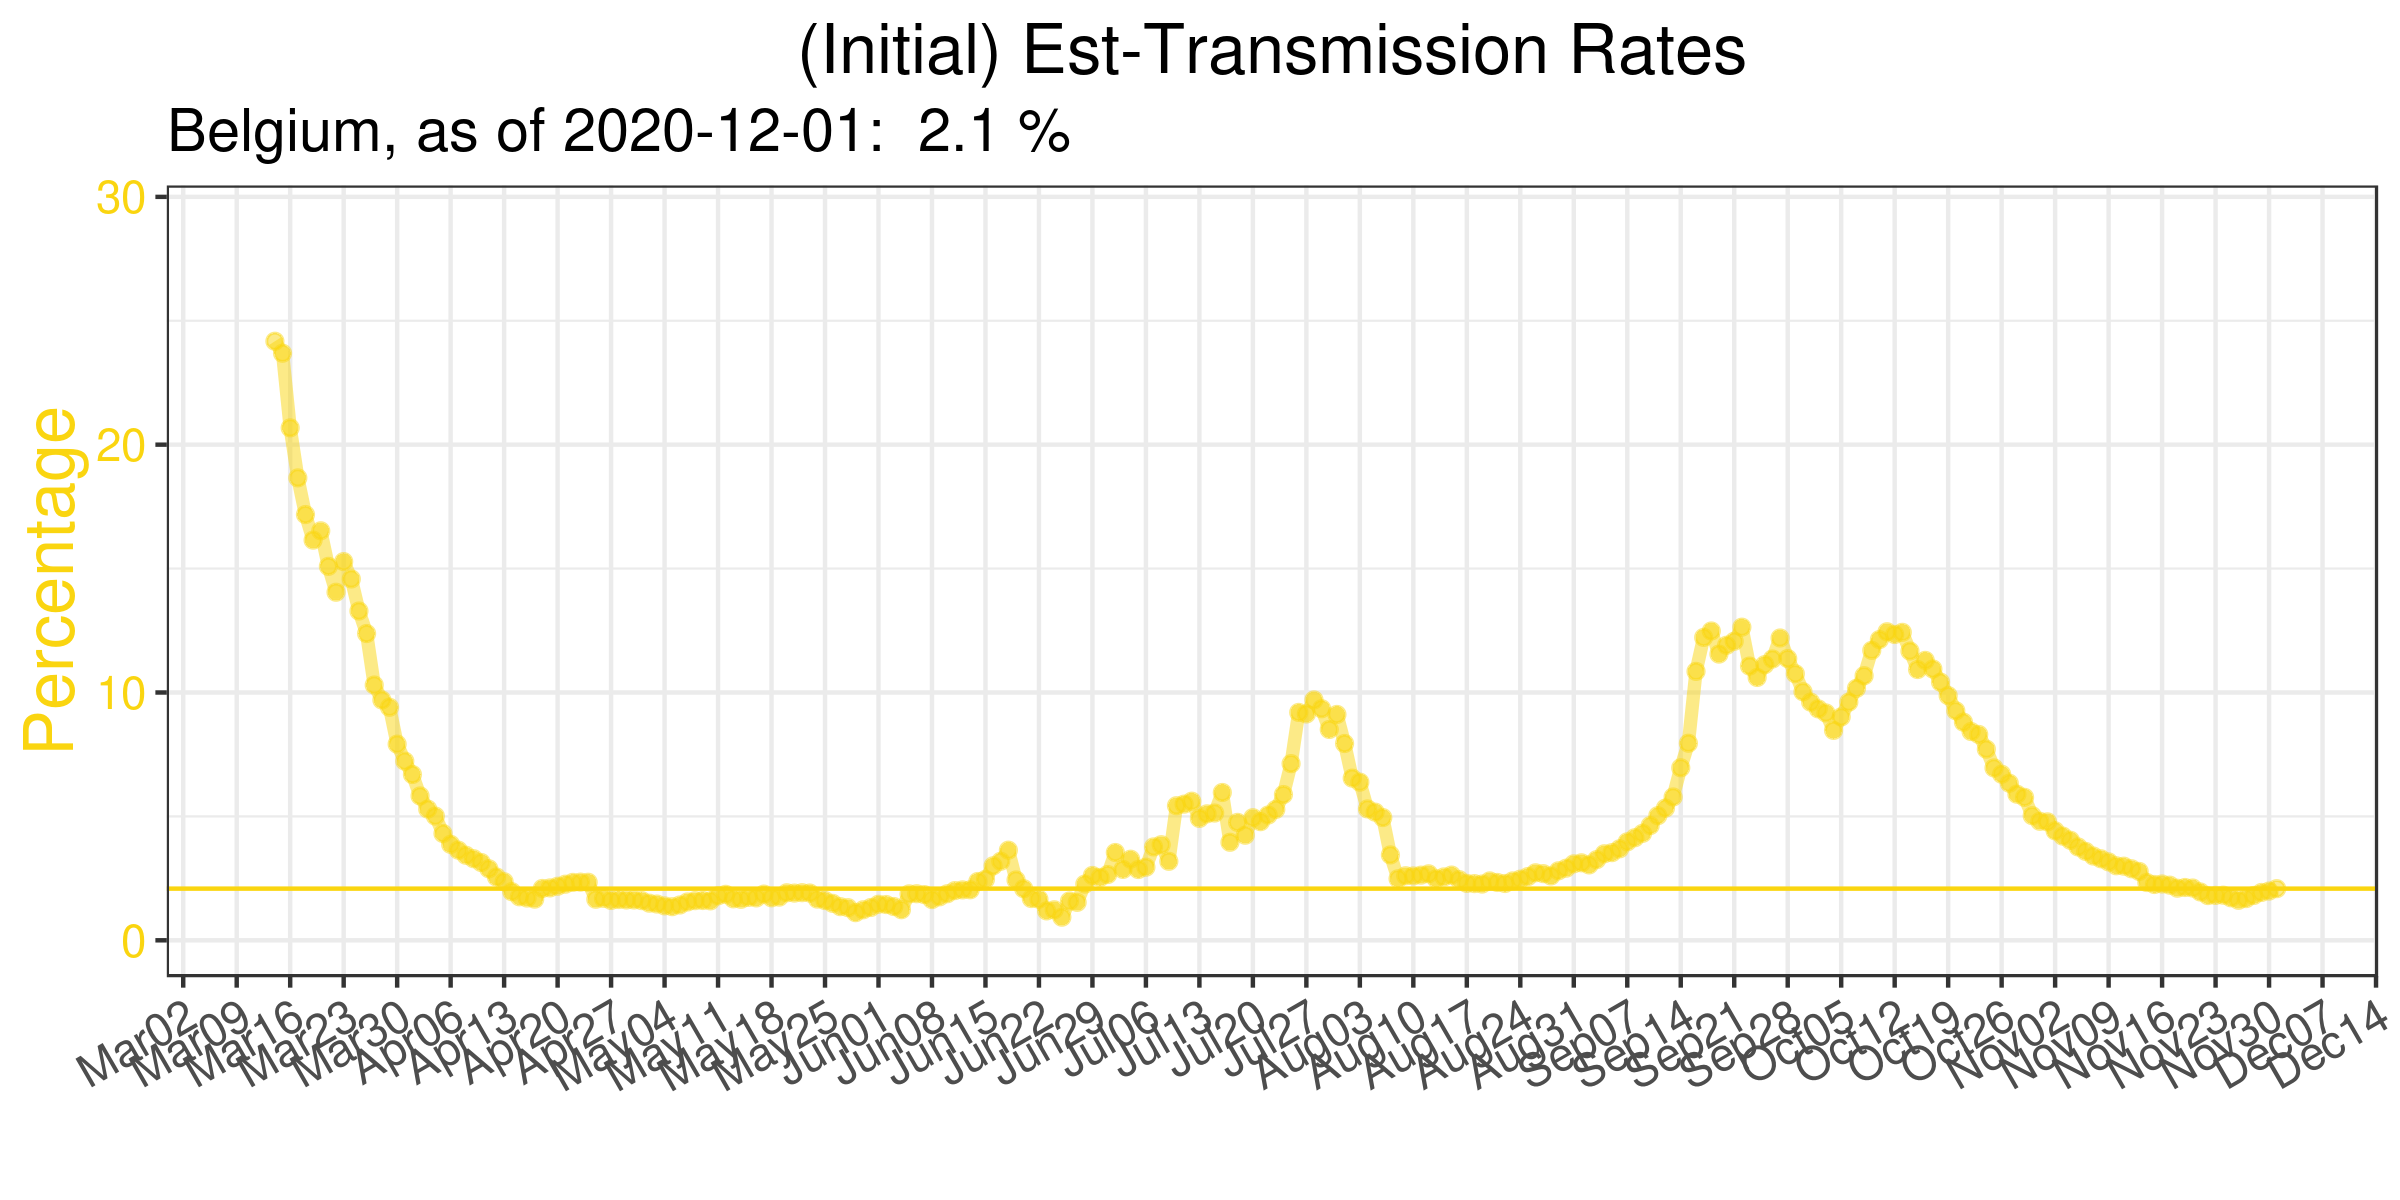 (Initial) Est-Transmission Rates
Belgium, as of 2020-12-01:  2.1 %
Percentage
30
20
10
0
Mar02
Mar09
Mar16
Mar23
Mar30
Apr06
Apr13
Apr20
Apr27
May04
May11
May18
May25
Jun01
Jun08
Jun15
Jun22
Jun29
Jul06
Jul13
Jul20
Jul27
Aug03
Aug10
Aug17
Aug24
Aug31
Sep07
Sep14
Sep21
Sep28
Oct05
Oct12
Oct19
Oct26
Nov02
Nov09
Nov16
Nov23
Nov30
Dec07
Dec14